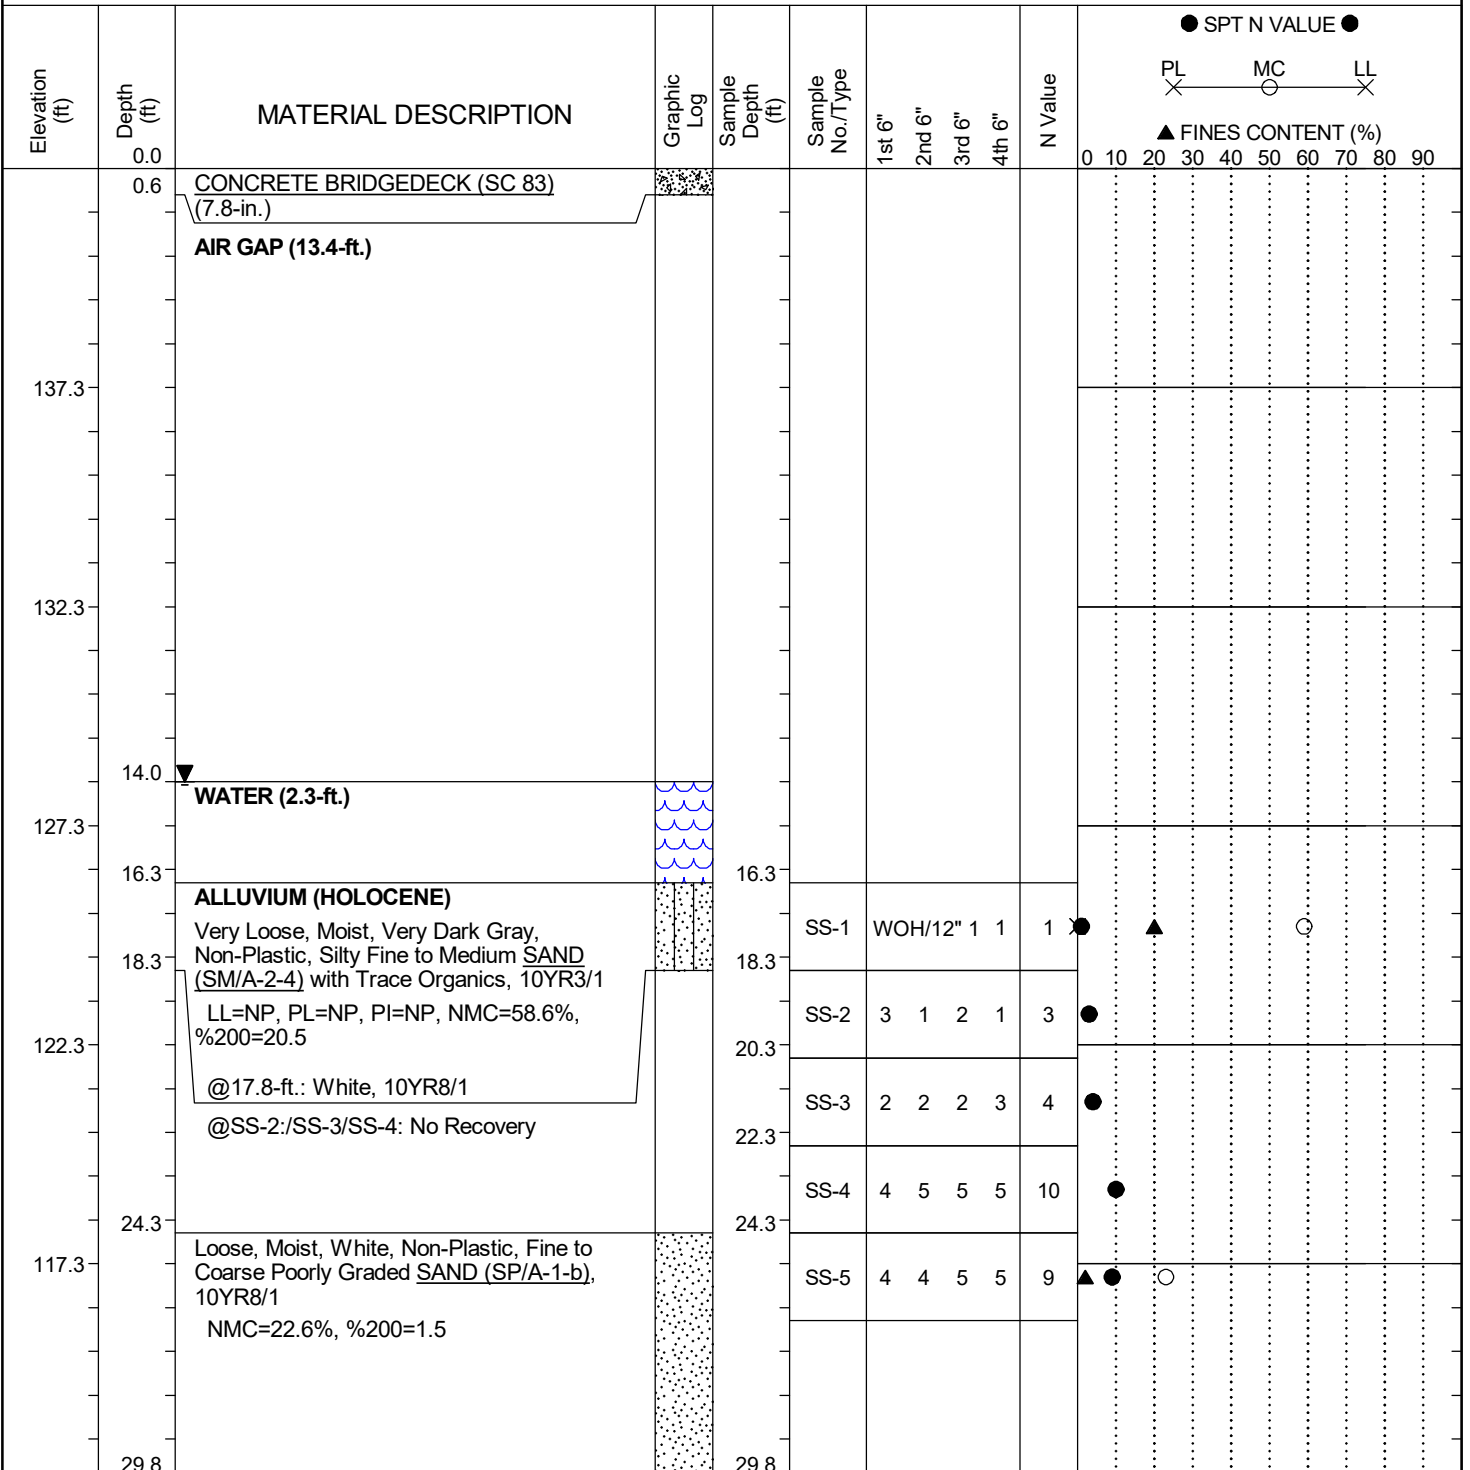 ● SPT N VALUE ●
PL MC LL
▲ FINES CONTENT (%)
0 10 20 30 40 50 60 70 80 90
Elevation
(ft)
Depth
(ft)
0.0
MATERIAL DESCRIPTION
Graphic
Log
Sample
Depth
(ft)
Sample
No./Type
1st 6"
2nd 6"
3rd 6"
4th 6"
N Value
0.6
CONCRETE BRIDGEDECK (SC 83)
(7.8-in.)
AIR GAP (13.4-ft.)
137.3
132.3
14.0
WATER (2.3-ft.)
127.3
16.3 16.3
ALLUVIUM (HOLOCENE)
Very Loose, Moist, Very Dark Gray,
Non-Plastic, Silty Fine to Medium SAND
(SM/A-2-4) with Trace Organics, 10YR3/1
LL=NP, PL=NP, PI=NP, NMC=58.6%,
%200=20.5
@17.8-ft.: White, 10YR8/1
@SS-2:/SS-3/SS-4: No Recovery
SS-1 WOH/12" 1 1 1
18.3 18.3
SS-2 3 1 2 1 3
122.3
20.3
SS-3 2 2 2 3 4
22.3
SS-4 4 5 5 5 10
24.3 24.3
Loose, Moist, White, Non-Plastic, Fine to
Coarse Poorly Graded SAND (SP/A-1-b),
10YR8/1
NMC=22.6%, %200=1.5
117.3
SS-5 4 4 5 5 9
29.8 29.8